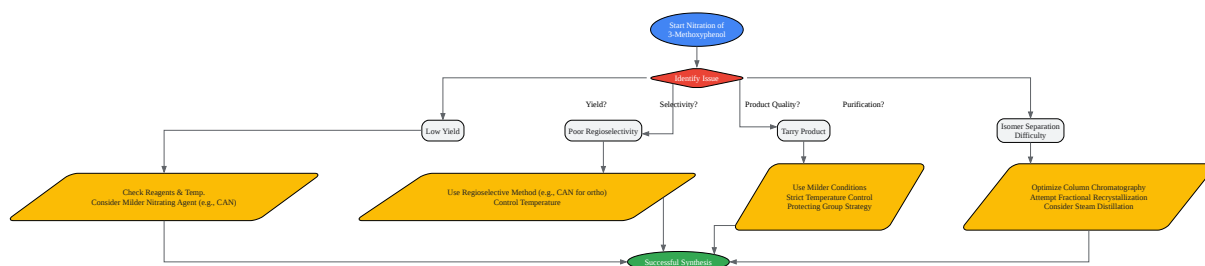 Start Nitration of
3-Methoxyphenol
Identify Issue
Yield?
Selectivity?
Product Quality?
Purification?
Low Yield
Poor Regioselectivity
Tarry Product
Isomer Separation
Difficulty
Check Reagents & Temp.
Consider Milder Nitrating Agent (e.g., CAN)
Use Regioselective Method (e.g., CAN for ortho)
Control Temperature
Use Milder Conditions
Strict Temperature Control
Protecting Group Strategy
Optimize Column Chromatography
Attempt Fractional Recrystallization
Consider Steam Distillation
Successful Synthesis